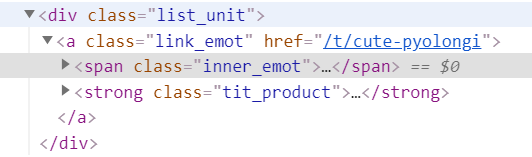 ▼<div class="list_unit">
▼<a class="link_emot" href="/t/cute-pyolongi">
▶<span class="inner_emot">…</span> == $0
▶<strong class="tit_product">…</strong>
</a>
</div>